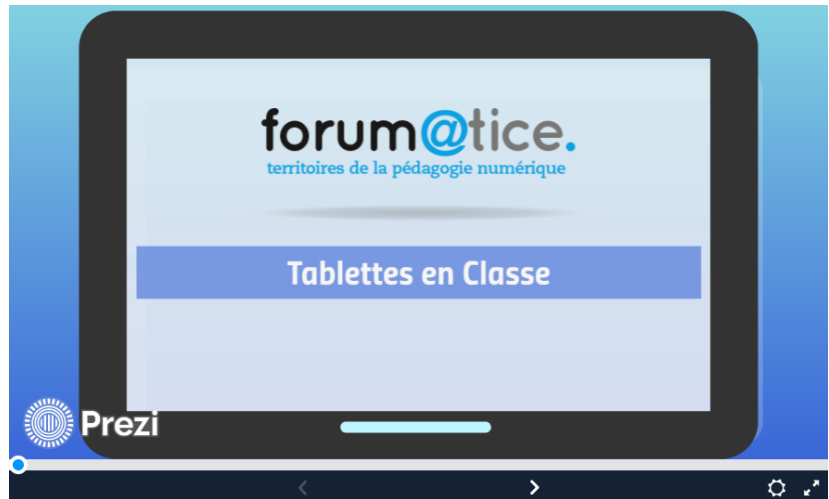 forum@tice.
territoires de la pédagogie numérique
Tablettes en Classe
Prezi